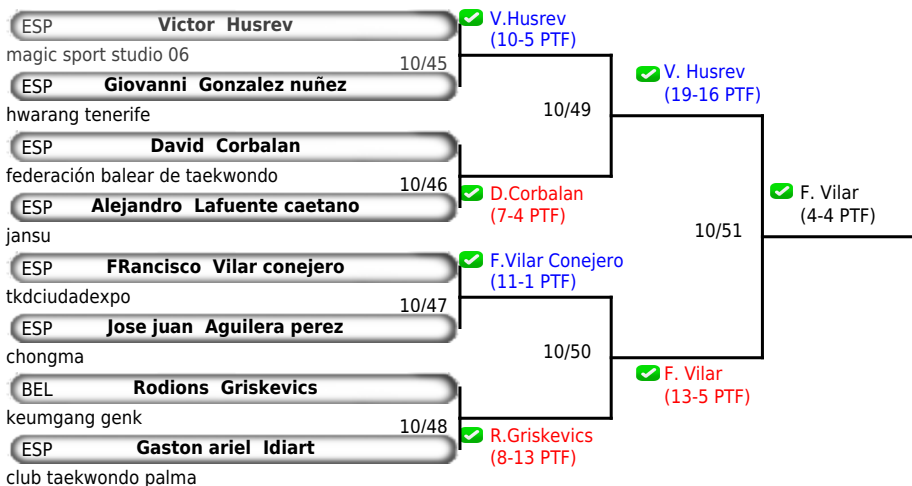 ESP Victor Husrev
magic sport studio 06
10/45
ESP Giovanni Gonzalez nuñez
hwarang tenerife
ESP David Corbalan
federación balear de taekwondo
10/46
ESP Alejandro Lafuente caetano
jansu
ESP FRancisco Vilar conejero
tkdciudadexpo
10/47
ESP Jose juan Aguilera perez
chongma
BEL Rodions Griskevics
keumgang genk
10/48
ESP Gaston ariel Idiart
club taekwondo palma
V.Husrev
(10-5 PTF)
10/49
D.Corbalan
(7-4 PTF)
F.Vilar Conejero
(11-1 PTF)
10/50
R.Griskevics
(8-13 PTF)
V. Husrev
(19-16 PTF)
10/51
F. Vilar
(13-5 PTF)
F. Vilar
(4-4 PTF)